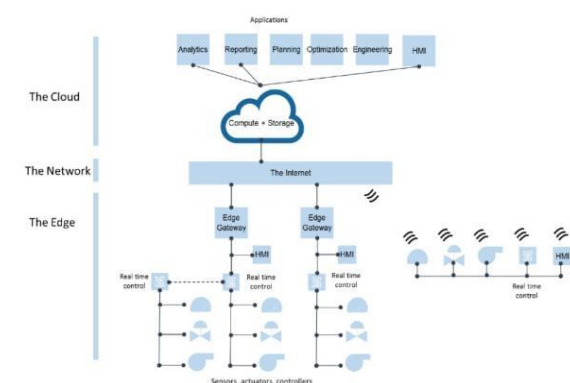 Applications
Analytics Reporting Planning Optimization Engineering HMI
The Cloud
Compute + Storage
The Network
The Internet
The Edge
Edge
Gateway
Edge
Gateway
HMI
HMI
HMI
Real time
control
Real time
control
Real time
control
Real time
control
Sensors, actuators, controllers